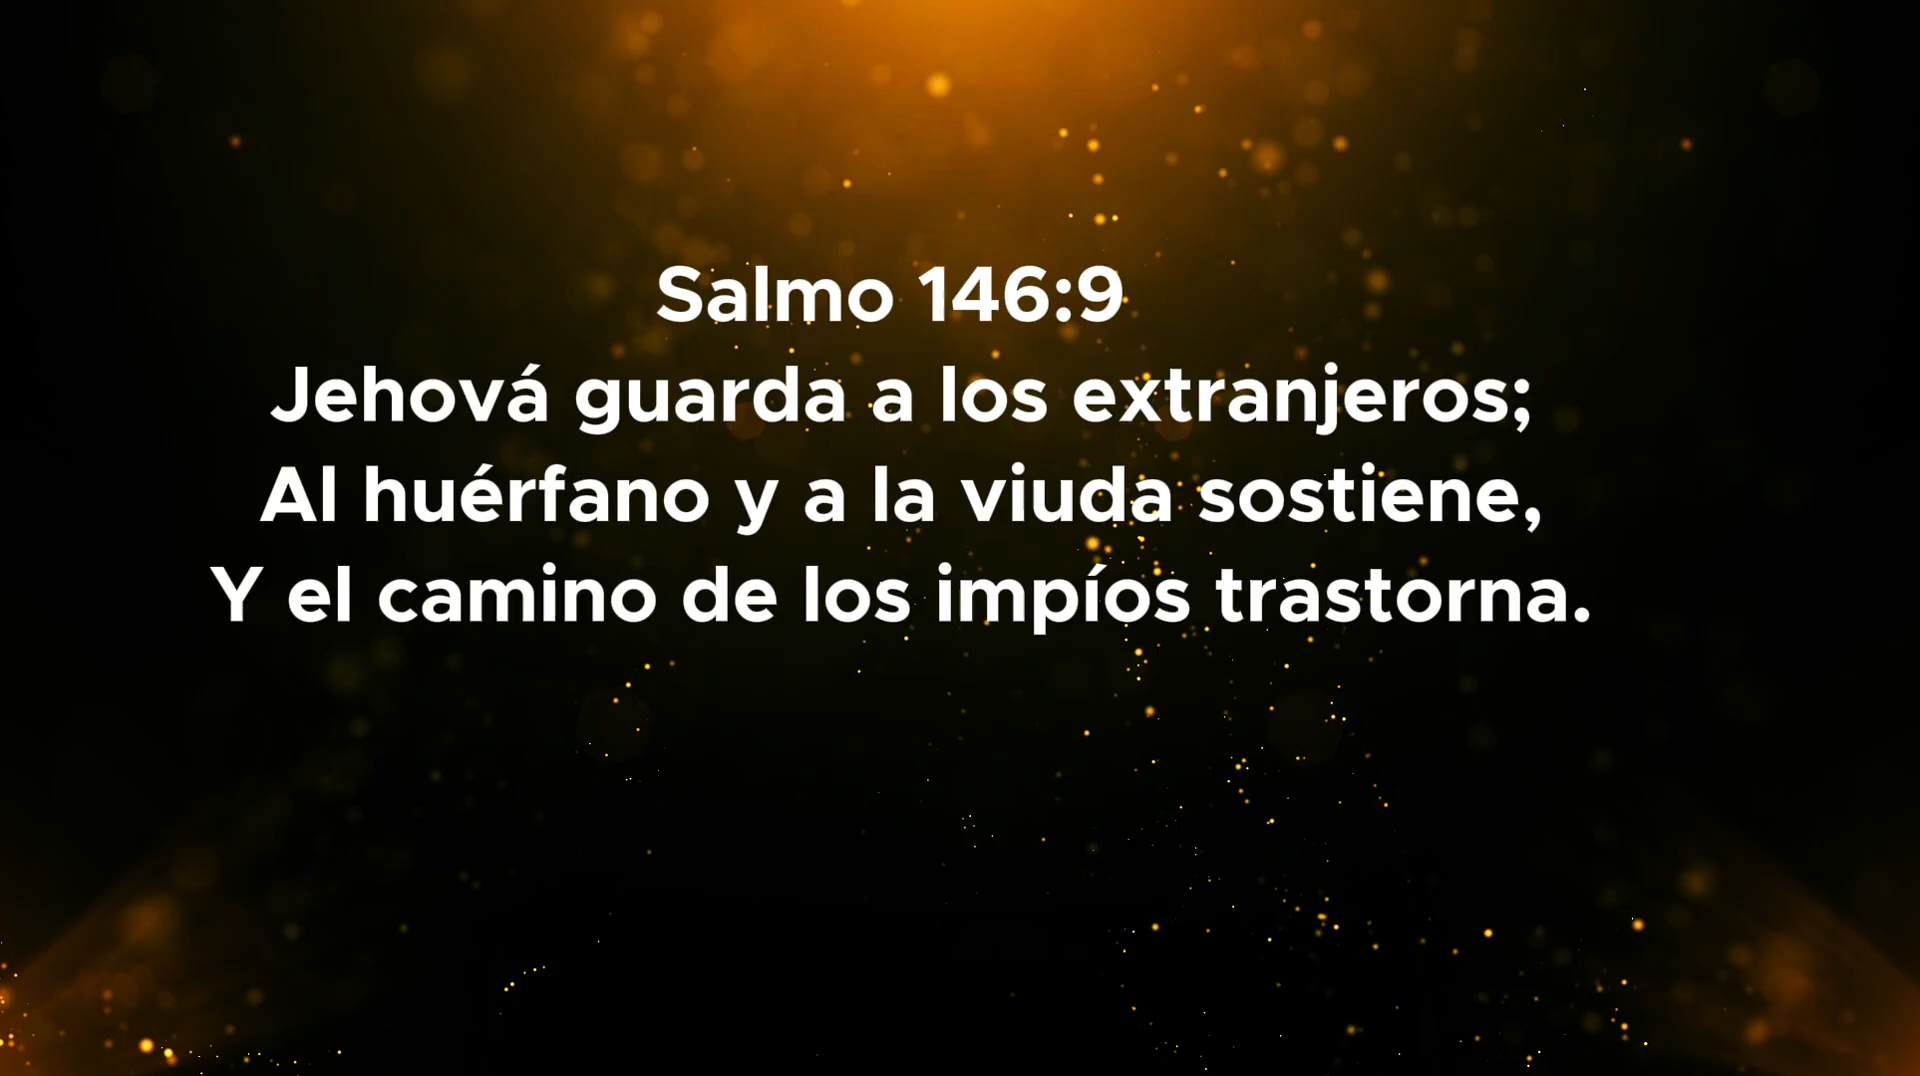 Salmo 146:9
Jehová guarda a los extranjeros;
Al huérfano y a la viuda sostiene,
Y el camino de los impíos trastorna.